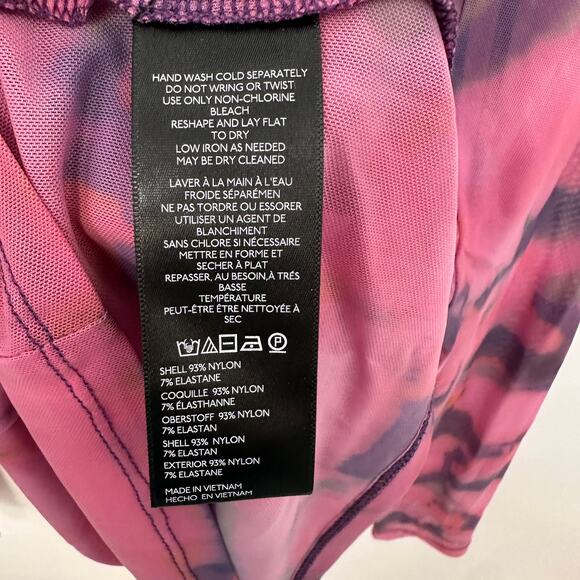 HAND WASH COLD SEPARATELY
DO NOT WRING OR TWIST
USE ONLY NON-CHLORINE
BLEACH
RESHAPE AND LAY FLAT
TO DRY
LOW IRON AS NEEDED
MAY BE DRY CLEANED
LAVER À LA MAIN À L'EAU
FROIDE SÉPARÉMEN
NE PAS TORDRE OU ESSORER
UTILISER UN AGENT DE
BLANCHIMENT
SANS CHLORE SI NÉCESSAIRE
METTRE EN FORME ET
SECHER À PLAT
REPASSER, AU BESOIN,À TRÉS
BASSE
TEMPÉRATURE
PEUT-ÊTRE ÊTRE NETTOYÉE À
SEC
P
SHELL 93% NYLON
7% ELASTANE
COQUILLE 93% NYLON
7% ÉLASTHANNE
OBERSTOFF 93% NYLON
7% ELASTAN
SHELL 93% NYLON
7% ELASTAN
EXTERIOR 93% NYLON
7% ELASTANE
MADE IN VIETNAM
HECHO EN VIETNAM